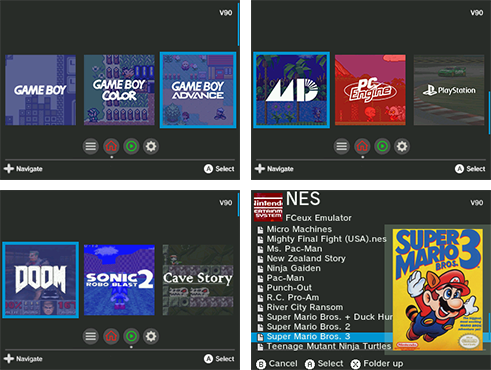 V90
GAME BOY
GAME BOY COLOR
GAME BOY ADVANCE
Navigate
A Select
V90
MD
PC Engine
PlayStation
Navigate
A Select
V90
DOOM
SONIC ROBO BLAST 2
Cave Story
Navigate
A Select
Nintendo
ENTERTAINMENT
SYSTEM
NES
V90
FCeux Emulator
Micro Machines
Mighty Final Fight (USA).nes
Ms. Pac-Man
New Zealand Story
Ninja Gaiden
Pac-Man
Punch-Out
R.C. Pro-Am
River City Ransom
Super Mario Bros. + Duck Hun
Super Mario Bros. 2
Super Mario Bros. 3
Teenage Mutant Ninja Turtles
SUPER
MARIO
BROS.
3
B Cancel
A Select
X Folder up